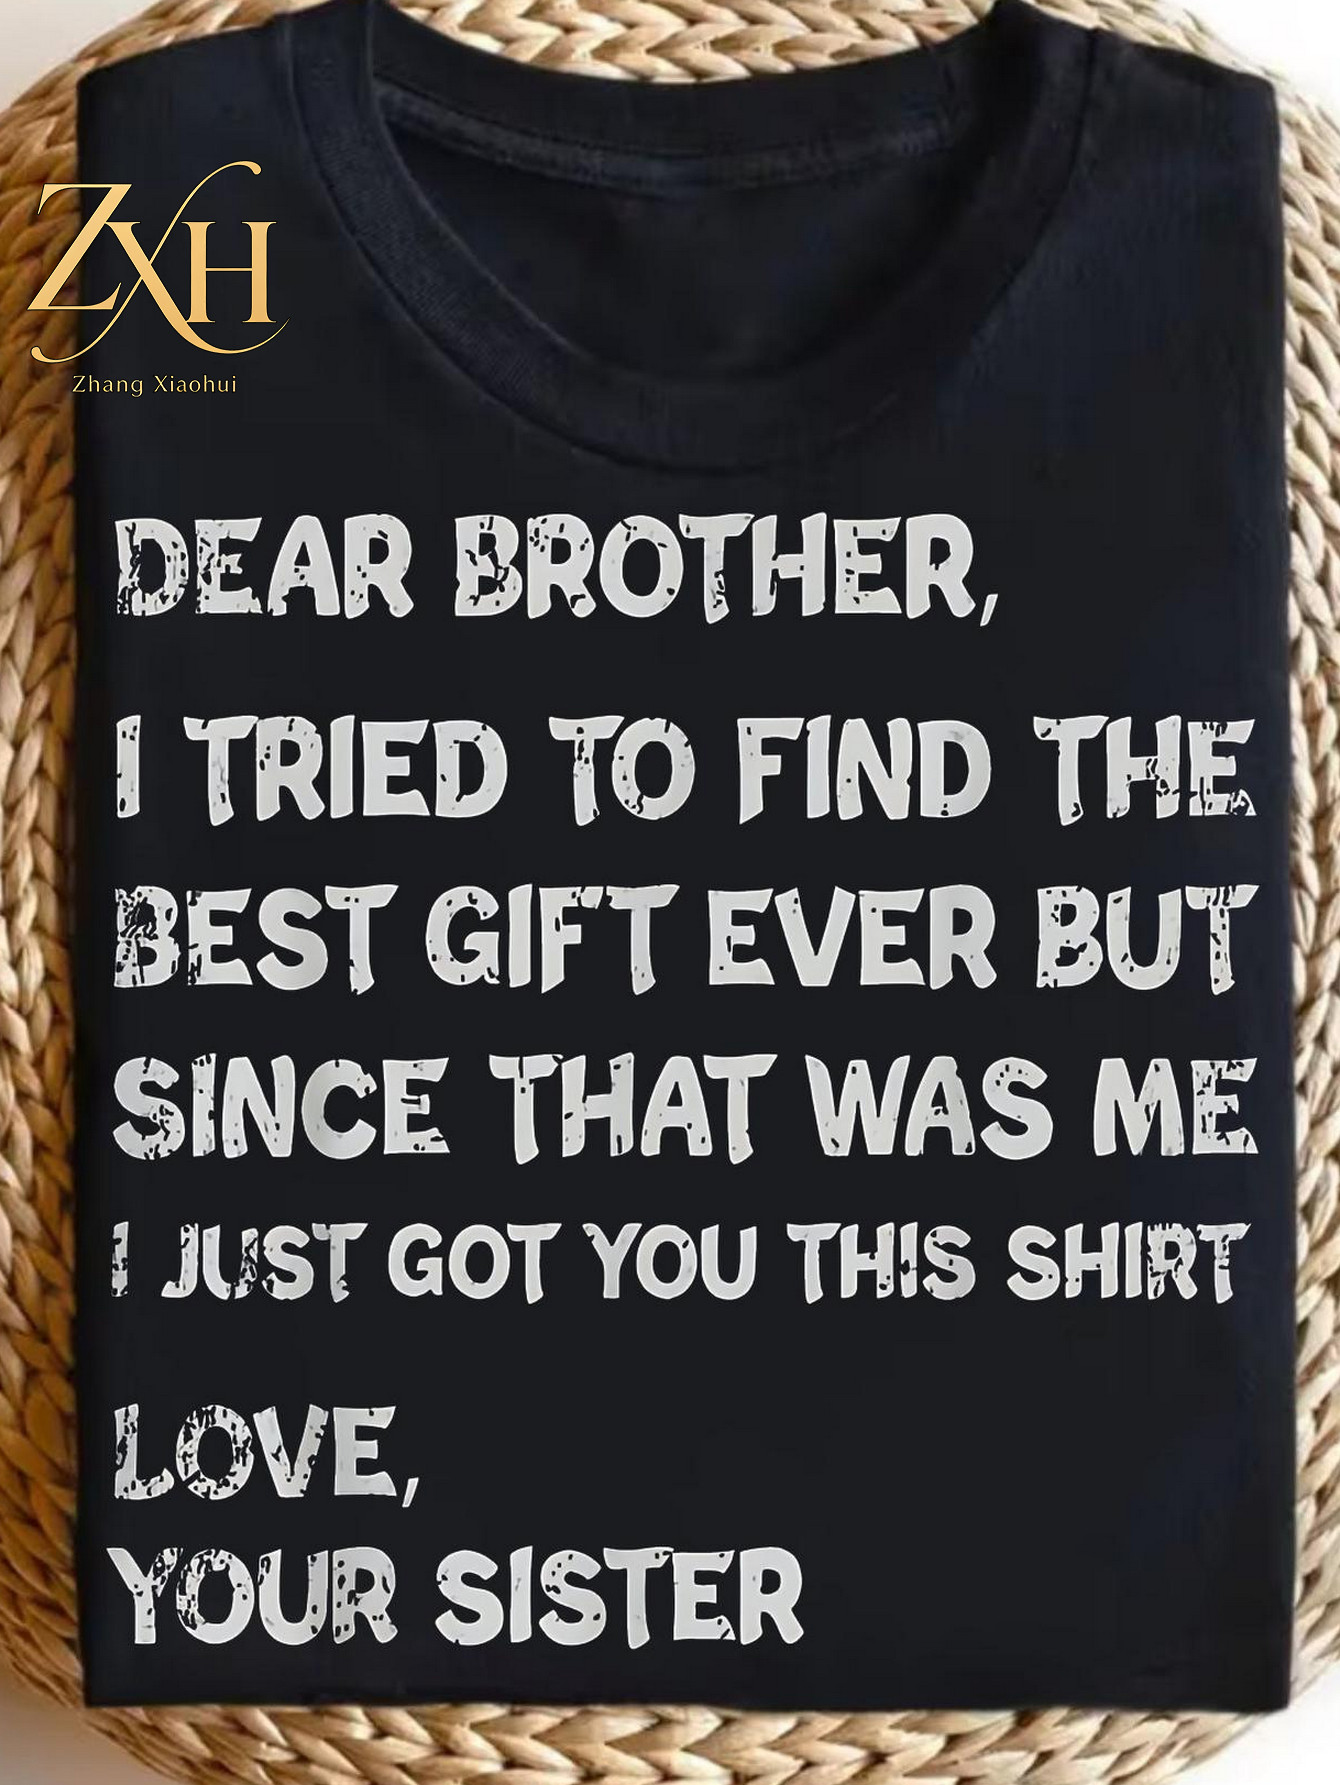 ZXH
Zhang Xiaohui
DEAR BROTHER,
I TRIED TO FIND THE
BEST GIFT EVER BUT
SINCE THAT WAS ME
I JUST GOT YOU THIS SHIRT
LOVE,
YOUR SISTER